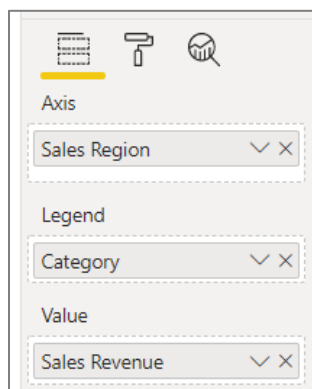 Axis
Sales Region
Legend
Category
Value
Sales Revenue